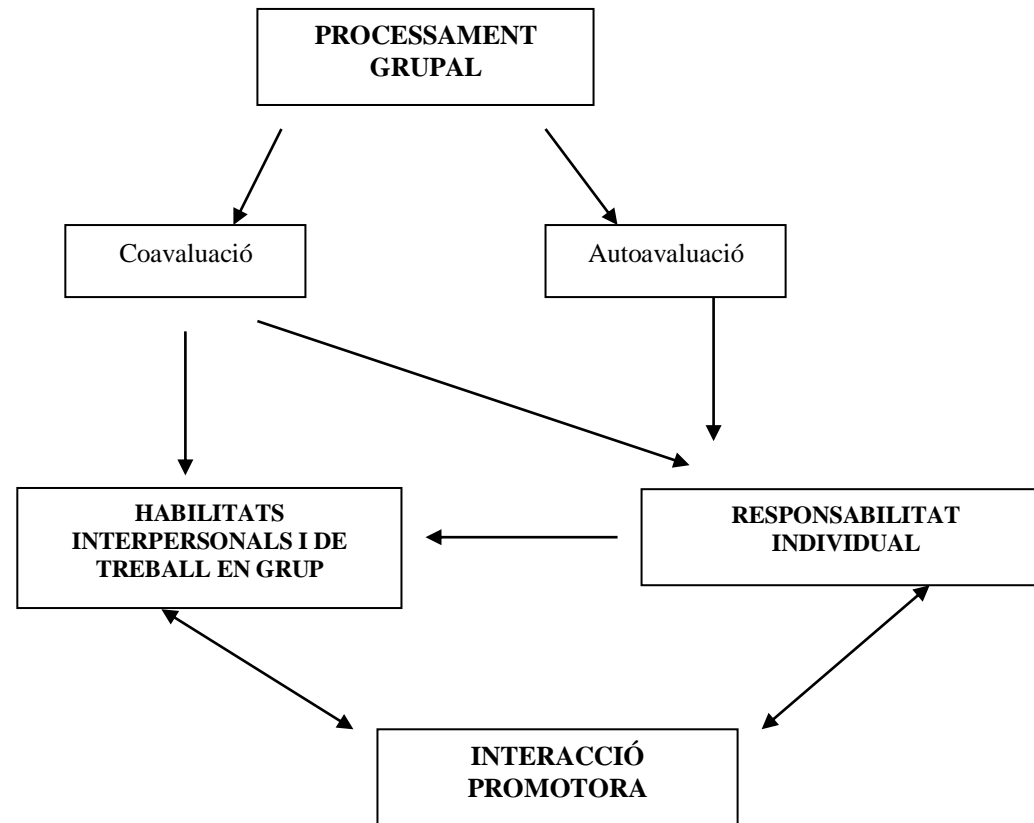 PROCESSAMENT
GRUPAL
Coavaluació
Autoavaluació
HABILITATS
INTERPERSONALS I DE
TREBALL EN GRUP
RESPONSABILITAT
INDIVIDUAL
INTERACCIÓ
PROMOTORA